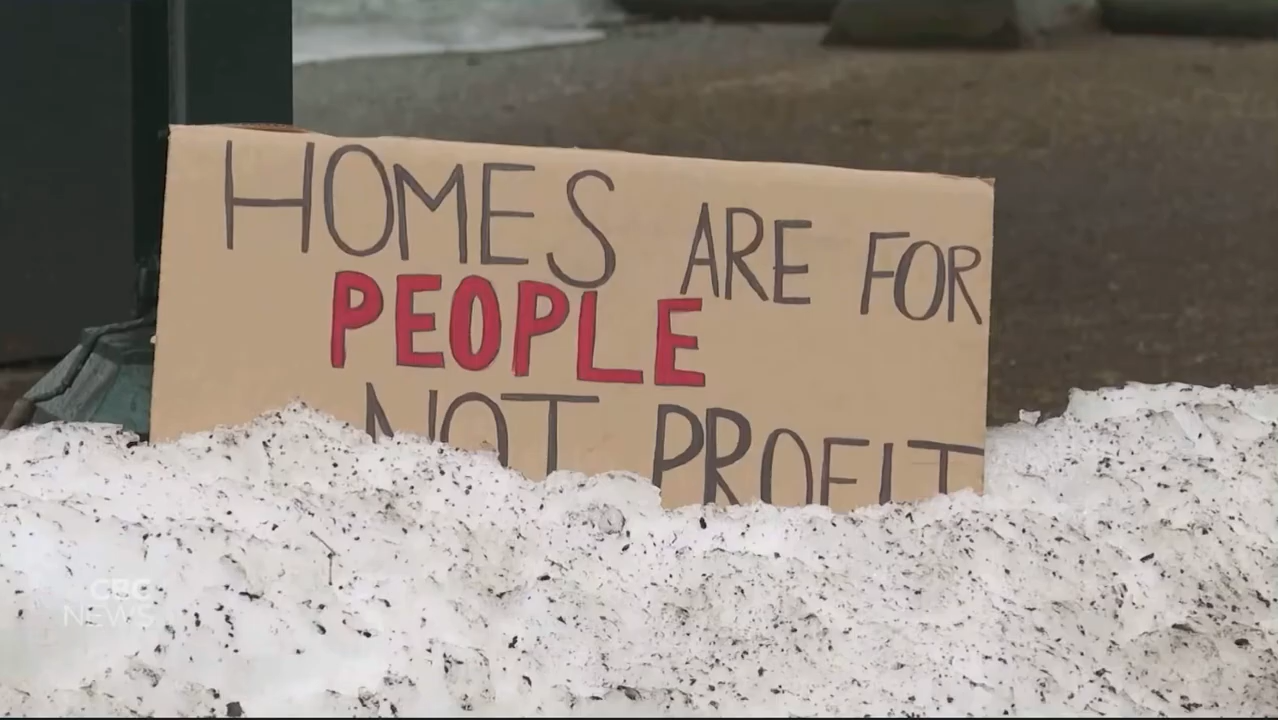 HOMES ARE FOR
PEOPLE
NOT PROFIT
CBC
NEWS